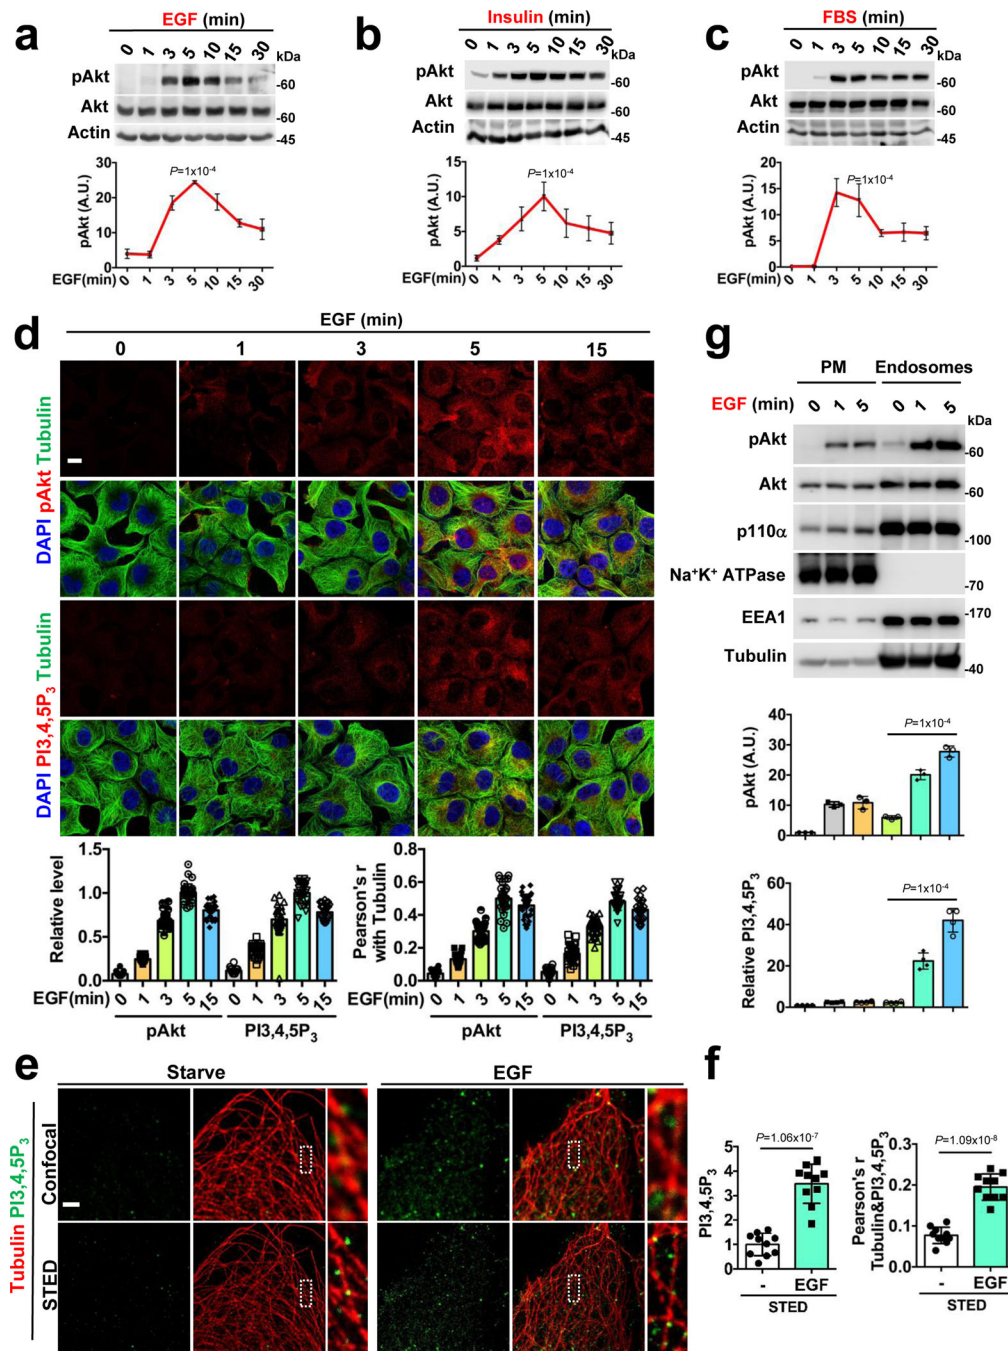 a
EGF (min)
0 1 3 5 10 15 30
kDa
pAkt
-60
Akt
-60
Actin
-45
30
20
10
0
pAkt (A.U.)
P=1x10-4
EGF(min) 0 1 3 5 10 15 30
b
Insulin (min)
0 1 3 5 10 15 30
kDa
pAkt
-60
Akt
-60
Actin
-45
15
10
5
0
pAkt (A.U.)
P=1x10-4
EGF(min) 0 1 3 5 10 15 30
c
FBS (min)
0 1 3 5 10 15 30
kDa
pAkt
-60
Akt
-60
Actin
-45
20
15
10
5
0
pAkt (A.U.)
P=1x10-4
EGF(min) 0 1 3 5 10 15 30
d
EGF (min)
0 1 3 5 15
DAPI pAkt Tubulin
DAPI PI3,4,5P3 Tubulin
1.5
1.0
0.5
0.0
Relative level
EGF(min) 0 1 3 5 15 0 1 3 5 15
pAkt PI3,4,5P3
0.8
0.6
0.4
0.2
0.0
Pearson's r
with Tubulin
EGF(min) 0 1 3 5 15 0 1 3 5 15
pAkt PI3,4,5P3
g
PM Endosomes
EGF (min) 0 1 5 0 1 5
kDa
pAkt
-60
Akt
-60
p110α
-100
Na+K+ ATPase
-70
EEA1
-170
Tubulin
-40
40
30
20
10
0
pAkt (A.U.)
P=1x10-4
60
40
20
0
Relative PI3,4,5P3
P=1x10-4
e
Starve EGF
Tubulin PI3,4,5P3
Confocal
STED
f
5
4
3
2
1
0
PI3,4,5P3
P=1.06x10-7
- EGF
STED
0.3
0.2
0.1
0.0
Pearson's r
Tubulin&PI3,4,5P3
P=1.09x10-8
- EGF
STED